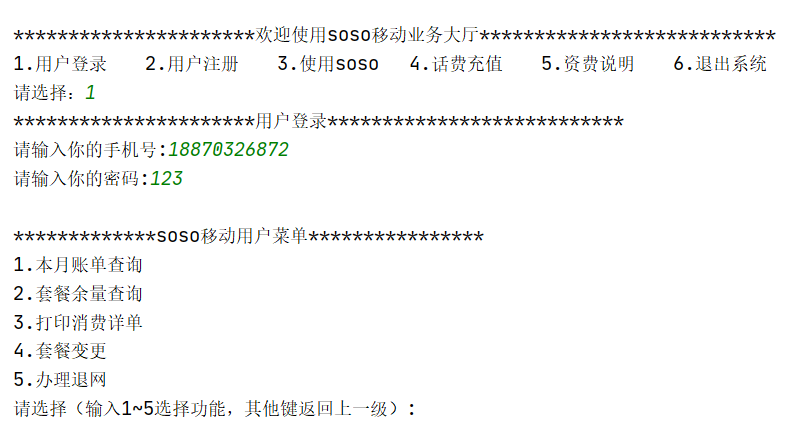 **********************欢迎使用soso移动业务大厅***************************
1.用户登录 2.用户注册 3.使用soso 4.话费充值 5.资费说明 6.退出系统
请选择：1
**********************用户登录***************************
请输入你的手机号:18870326872
请输入你的密码:123
*************soso移动用户菜单****************
1.本月账单查询
2.套餐余量查询
3.打印消费详单
4.套餐变更
5.办理退网
请选择（输入1~5选择功能，其他键返回上一级）: